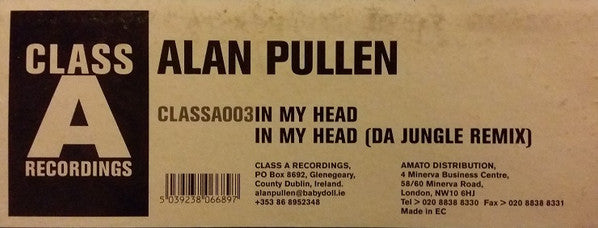 CLASS
A
RECORDINGS
ALAN PULLEN
CLASSA003 IN MY HEAD
IN MY HEAD (DA JUNGLE REMIX)
CLASS A RECORDINGS,
PO Box 8692, Glenegeary,
County Dublin, Ireland.
alanpullen@babydoll.ie
+353 86 8952348
AMATO DISTRIBUTION,
4 Minerva Business Centre,
58/60 Minerva Road,
London, NW10 6HJ
Tel > 020 8838 8330 Fax > 020 8838 8331
Made in EC
5 039238 066897